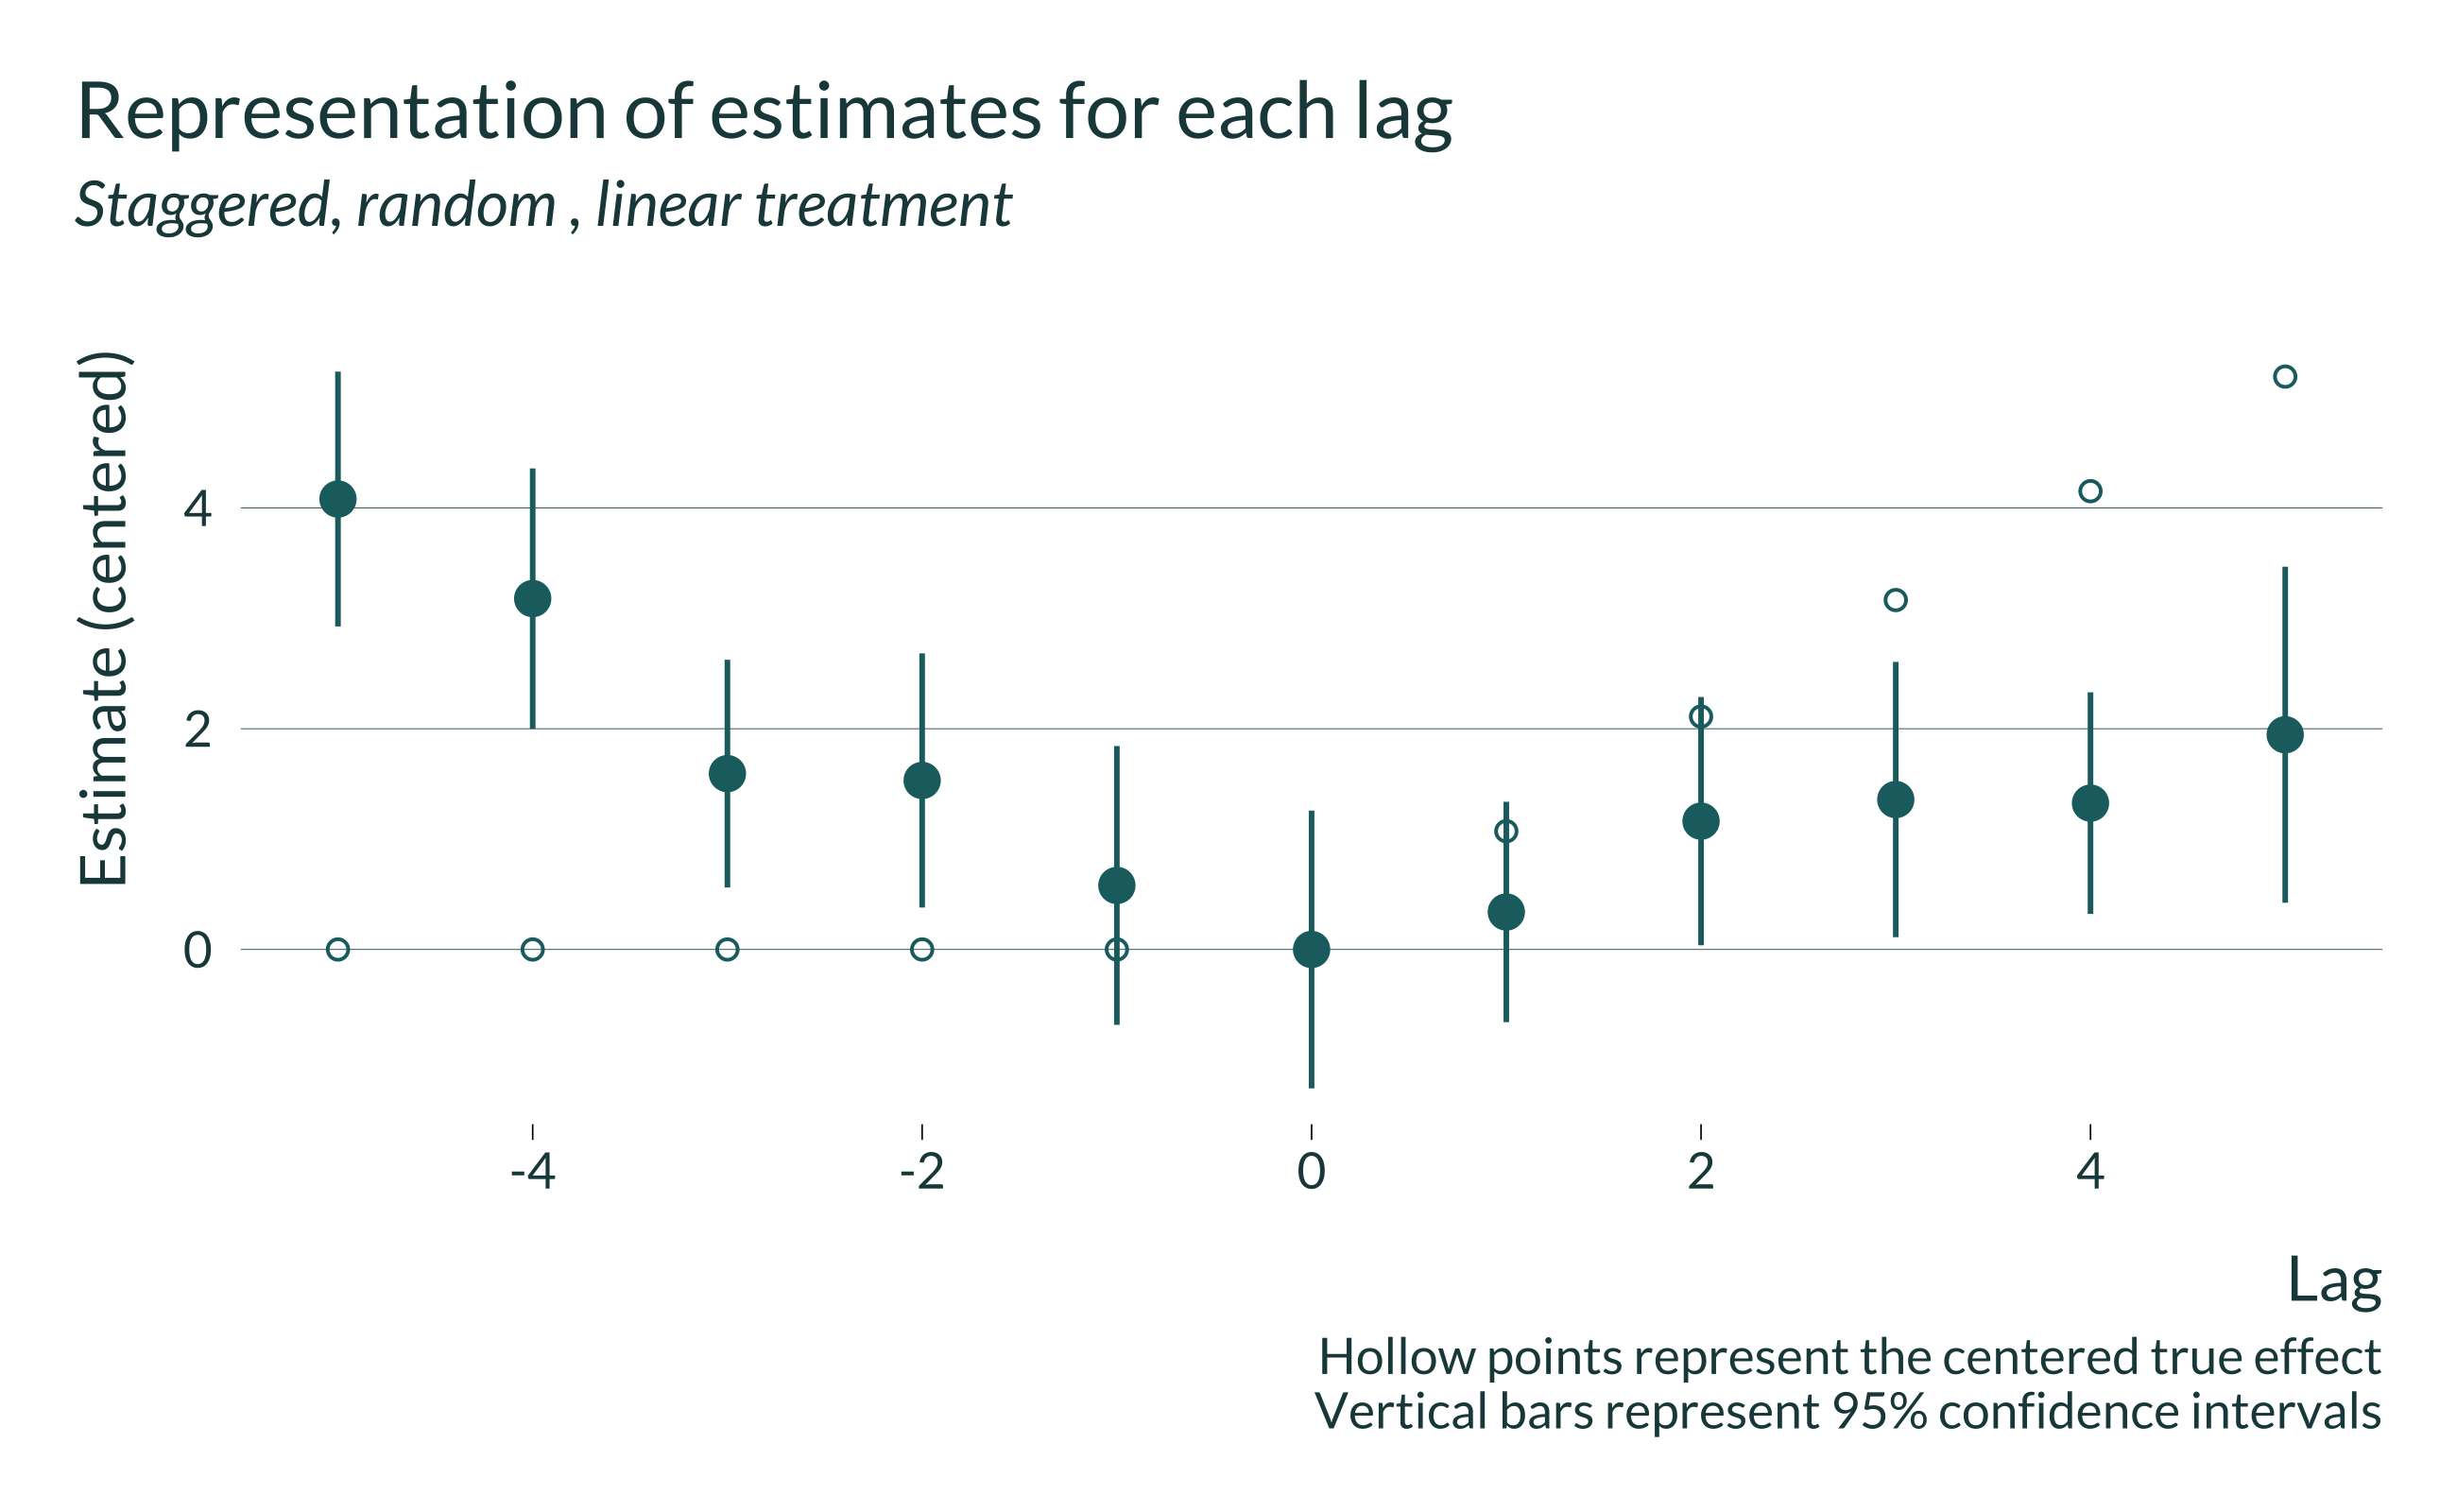 Representation of estimates for each lag
Staggered, random , linear treatment
Estimate (centered)
4
2
0
-4 -2 0 2 4
Lag
Hollow points represent the centered true effect
Vertical bars represent 95% confidence intervals